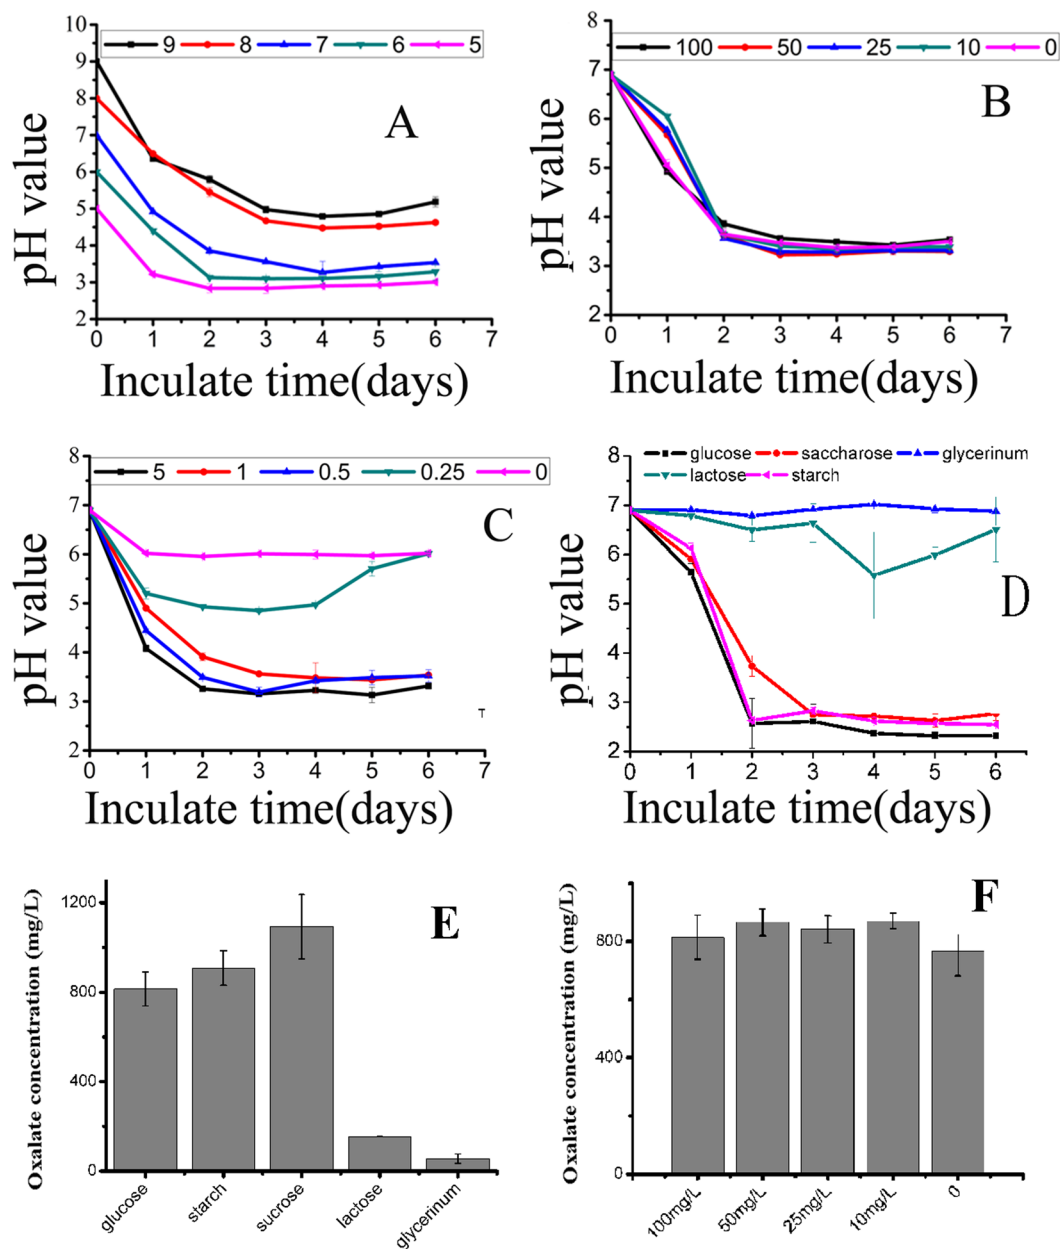 10
9
8
7
6
5
4
3
2
9 8 7 6 5
A
pH value
0 1 2 3 4 5 6 7
Inculate time(days)
8
7
6
5
4
3
2
100 50 25 10 0
B
pH value
0 1 2 3 4 5 6 7
Inculate time(days)
8
7
6
5
4
3
2
5 1 0.5 0.25 0
C
pH value
0 1 2 3 4 5 6 7
Inculate time(days)
8
7
6
5
4
3
2
glucose saccharose glycerinum
lactose starch
D
pH value
0 1 2 3 4 5 6
Inculate time(days)
1200
800
400
0
E
Oxalate concentration (mg/L)
glucose
starch
sucrose
lactose
glycerinum
800
400
0
F
Oxalate concentration (mg/L)
100mg/L
50mg/L
25mg/L
10mg/L
0